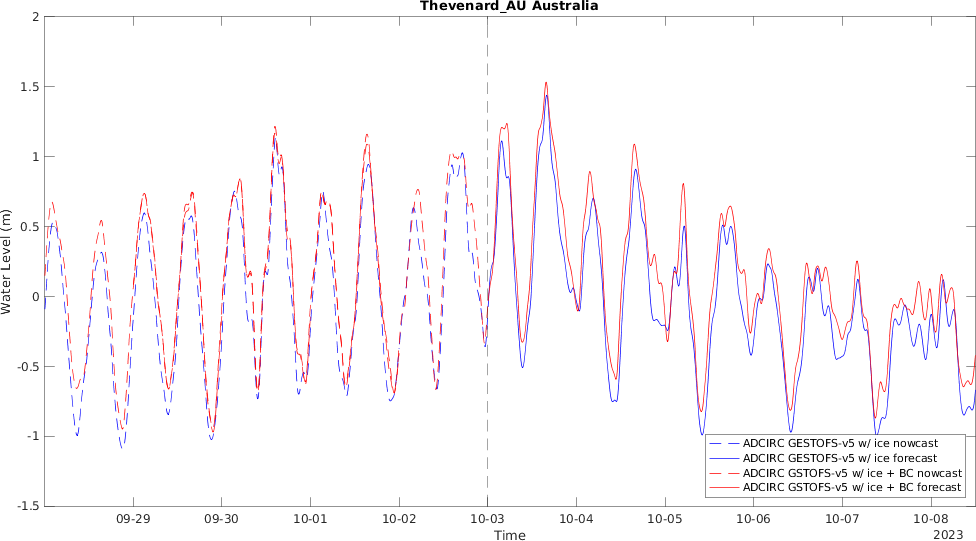 Thevenard_AU Australia
2
1.5
1
0.5
0
-0.5
-1
-1.5
Water Level (m)
09-29 09-30 10-01 10-02 10-03 10-04 10-05 10-06 10-07 10-08
Time
2023
ADCIRC GESTOFS-v5 w/ ice nowcast
ADCIRC GESTOFS-v5 w/ ice forecast
ADCIRC GSTOFS-v5 w/ ice + BC nowcast
ADCIRC GSTOFS-v5 w/ ice + BC forecast